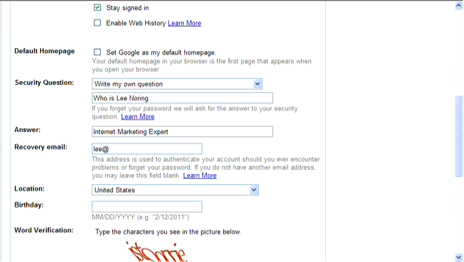 Stay signed in
Enable Web History Learn More
Default Homepage
Set Google as my default homepage.
Your default homepage in your browser is the first page that appears when
you open your browser.
Security Question:
Write my own question
Who is Lee Noring
If you forget your password we will ask for the answer to your security
question. Learn More
Answer:
Internet Marketing Expert
Recovery email:
lee@
This address is used to authenticate your account should you ever encounter
problems or forget your password. If you do not have another email address,
you may leave this field blank. Learn More
Location:
United States
Birthday:
MM/DD/YYYY (e.g. "2/12/2011")
Word Verification:
Type the characters you see in the picture below.